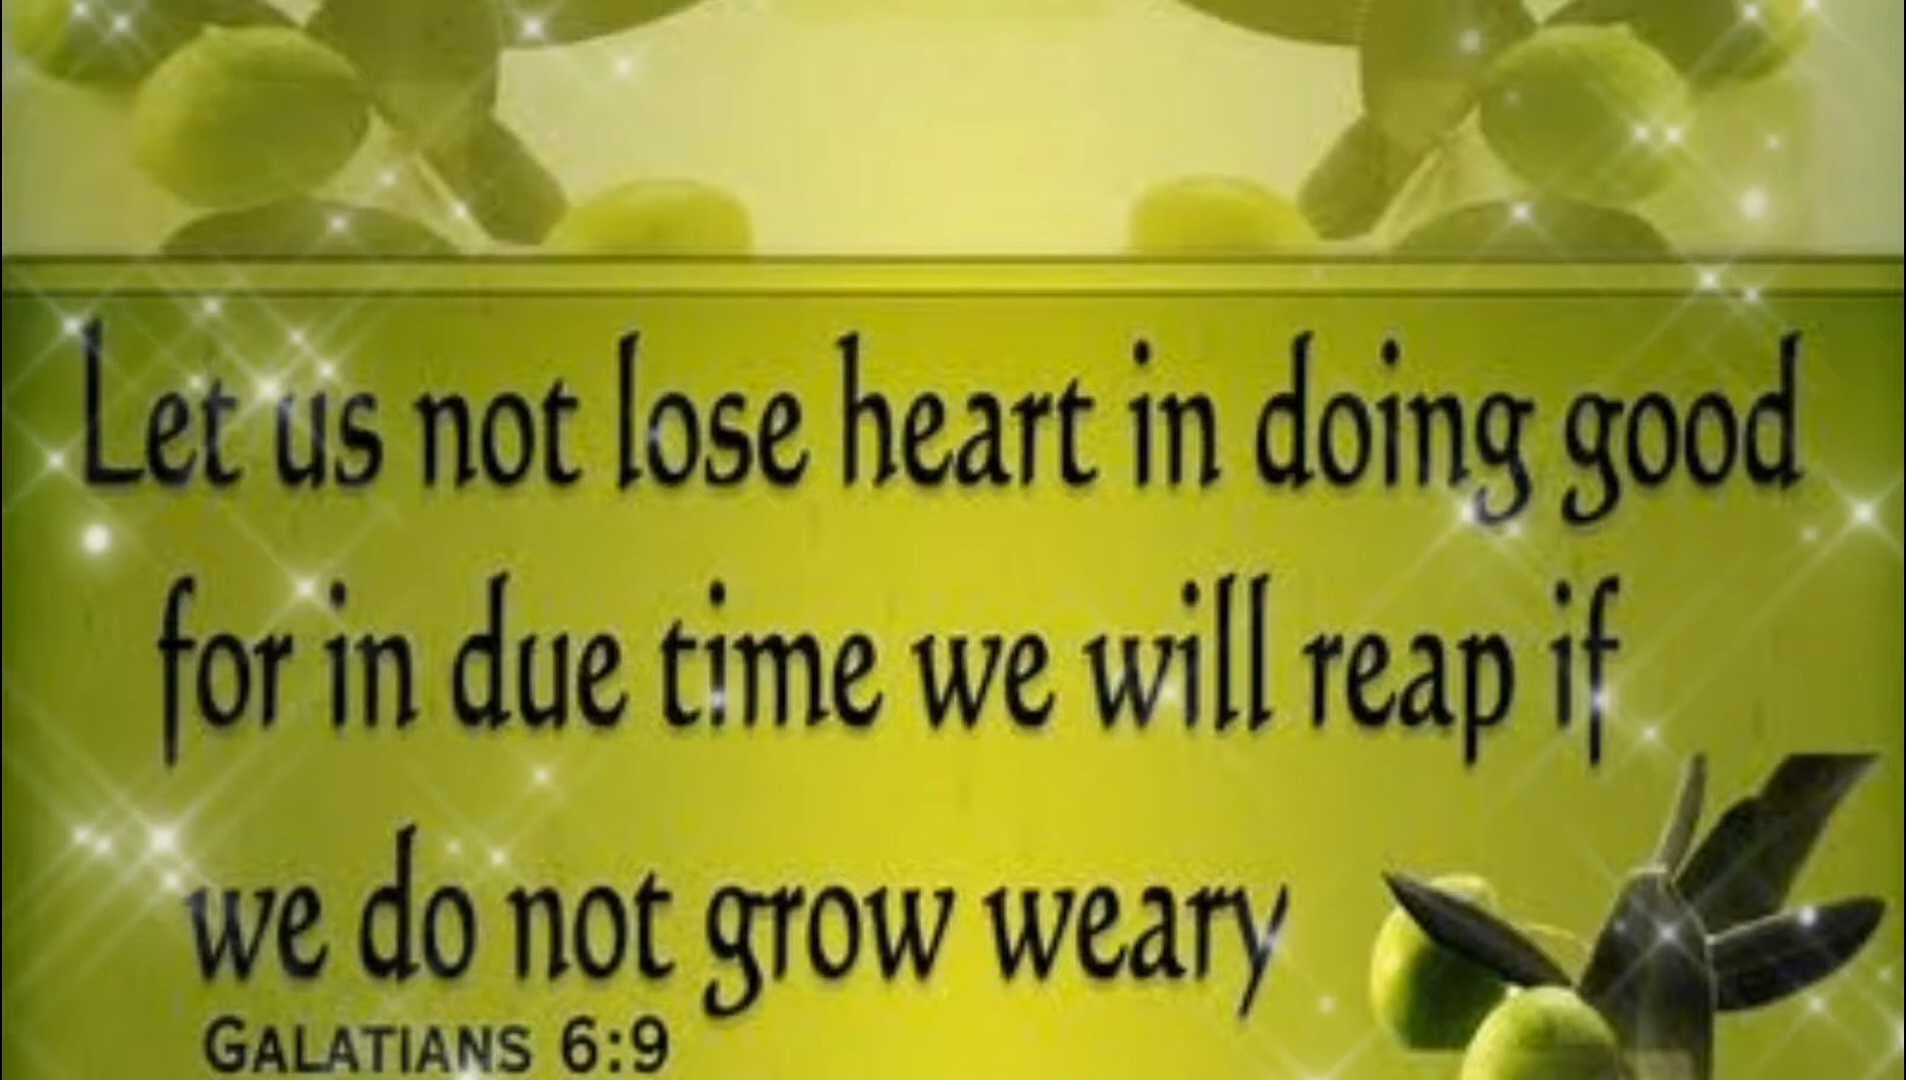 Let us not lose heart in doing good
for in due time we will reap if
we do not grow weary
GALATIANS 6:9